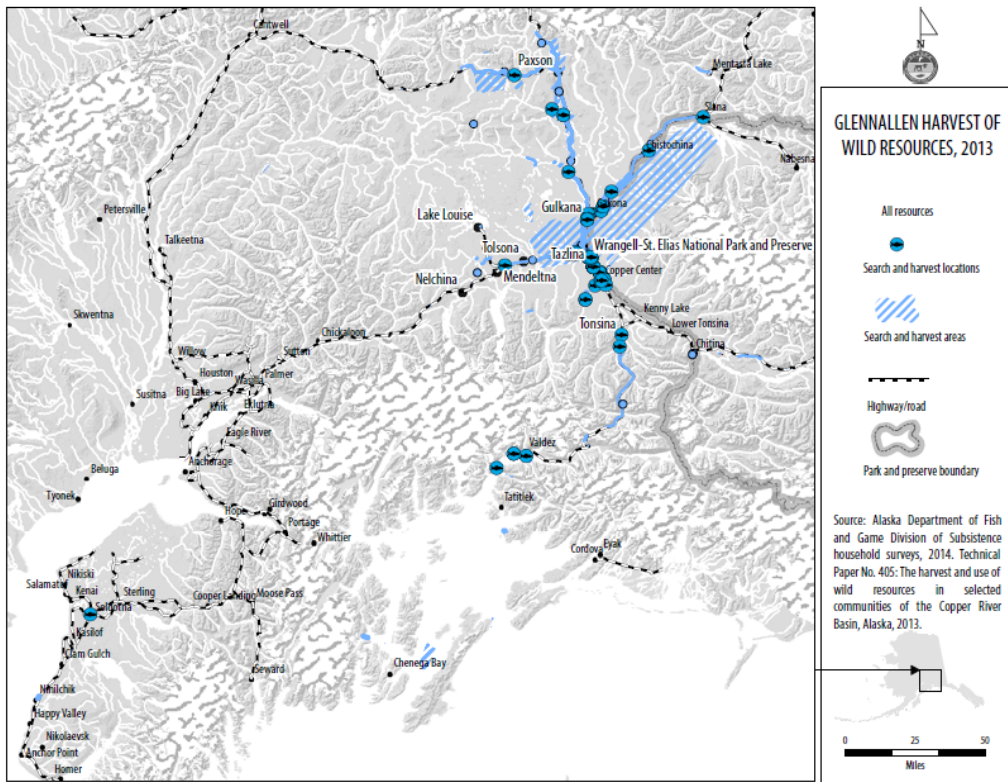 Cantwell
Paxson
Mentasta Lake
Slana
Chistochina
Nabesna
Petersville
Gakona
Gulkana
Lake Louise
Talkeetna
Tolsona
Tazlina
Wrangell-St. Elias National Park and Preserve
Mendeltna
Copper Center
Nelchina
Kenny Lake
Skwentna
Tonsina
Lower Tonsina
Chickaloon
Chitina
Willow
Sutton
Houston
Palmer
Wasilla
Big Lake
Susitna
Knik
Eklutna
Eagle River
Valdez
Anchorage
Beluga
Tyonek
Tatitlek
Girdwood
Hope
Portage
Whittier
Eyak
Cordova
Nikiski
Salamatof
Kenai
Sterling
Cooper Landing
Moose Pass
Soldotna
Kasilof
Clam Gulch
Chenega Bay
Seward
Ninilchik
Happy Valley
Nikolaevsk
Anchor Point
Homer
N
GLENNALLEN HARVEST OF
WILD RESOURCES, 2013
All resources
Search and harvest locations
Search and harvest areas
Highway/road
Park and preserve boundary
Source: Alaska Department of Fish
and Game Division of Subsistence
household surveys, 2014. Technical
Paper No. 405: The harvest and use of
wild resources in selected
communities of the Copper River
Basin, Alaska, 2013.
0 25 50
Miles